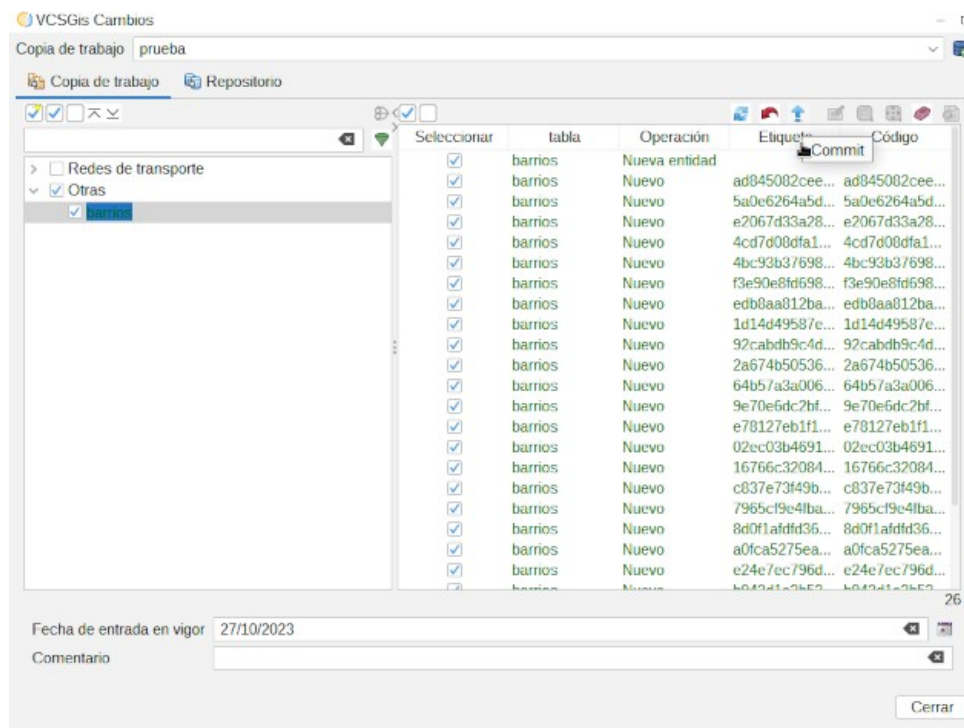 VCSGis Cambios
Copia de trabajo prueba
Copia de trabajo Repositorio
Seleccionar tabla Operación Etiqueta Código
Commit
Redes de transporte
Otras
barrios
barrios Nueva entidad
barrios Nuevo ad845082cee... ad845082cee...
barrios Nuevo 5a0e6264a5d... 5a0e6264a5d...
barrios Nuevo e2067d33a28... e2067d33a28...
barrios Nuevo 4cd7d08dfa1... 4cd7d08dfa1...
barrios Nuevo 4bc93b37698... 4bc93b37698...
barrios Nuevo f3e90e8fd698... f3e90e8fd698...
barrios Nuevo edb8aa812ba... edb8aa812ba...
barrios Nuevo 1d14d49587e... 1d14d49587e...
barrios Nuevo 92cabdb9c4d... 92cabdb9c4d...
barrios Nuevo 2a674b50536... 2a674b50536...
barrios Nuevo 64b57a3a006... 64b57a3a006...
barrios Nuevo 9e70e6dc2bf... 9e70e6dc2bf...
barrios Nuevo e78127eb1f1... e78127eb1f1...
barrios Nuevo 02ec03b4691... 02ec03b4691...
barrios Nuevo 16766c32084... 16766c32084...
barrios Nuevo c837e73f49b... c837e73f49b...
barrios Nuevo 7965cf9e4fba... 7965cf9e4fba...
barrios Nuevo 8d0f1afdfd36... 8d0f1afdfd36...
barrios Nuevo a0fca5275ea... a0fca5275ea...
barrios Nuevo e24e7ec796d... e24e7ec796d...
26
Fecha de entrada en vigor 27/10/2023
Comentario
Cerrar